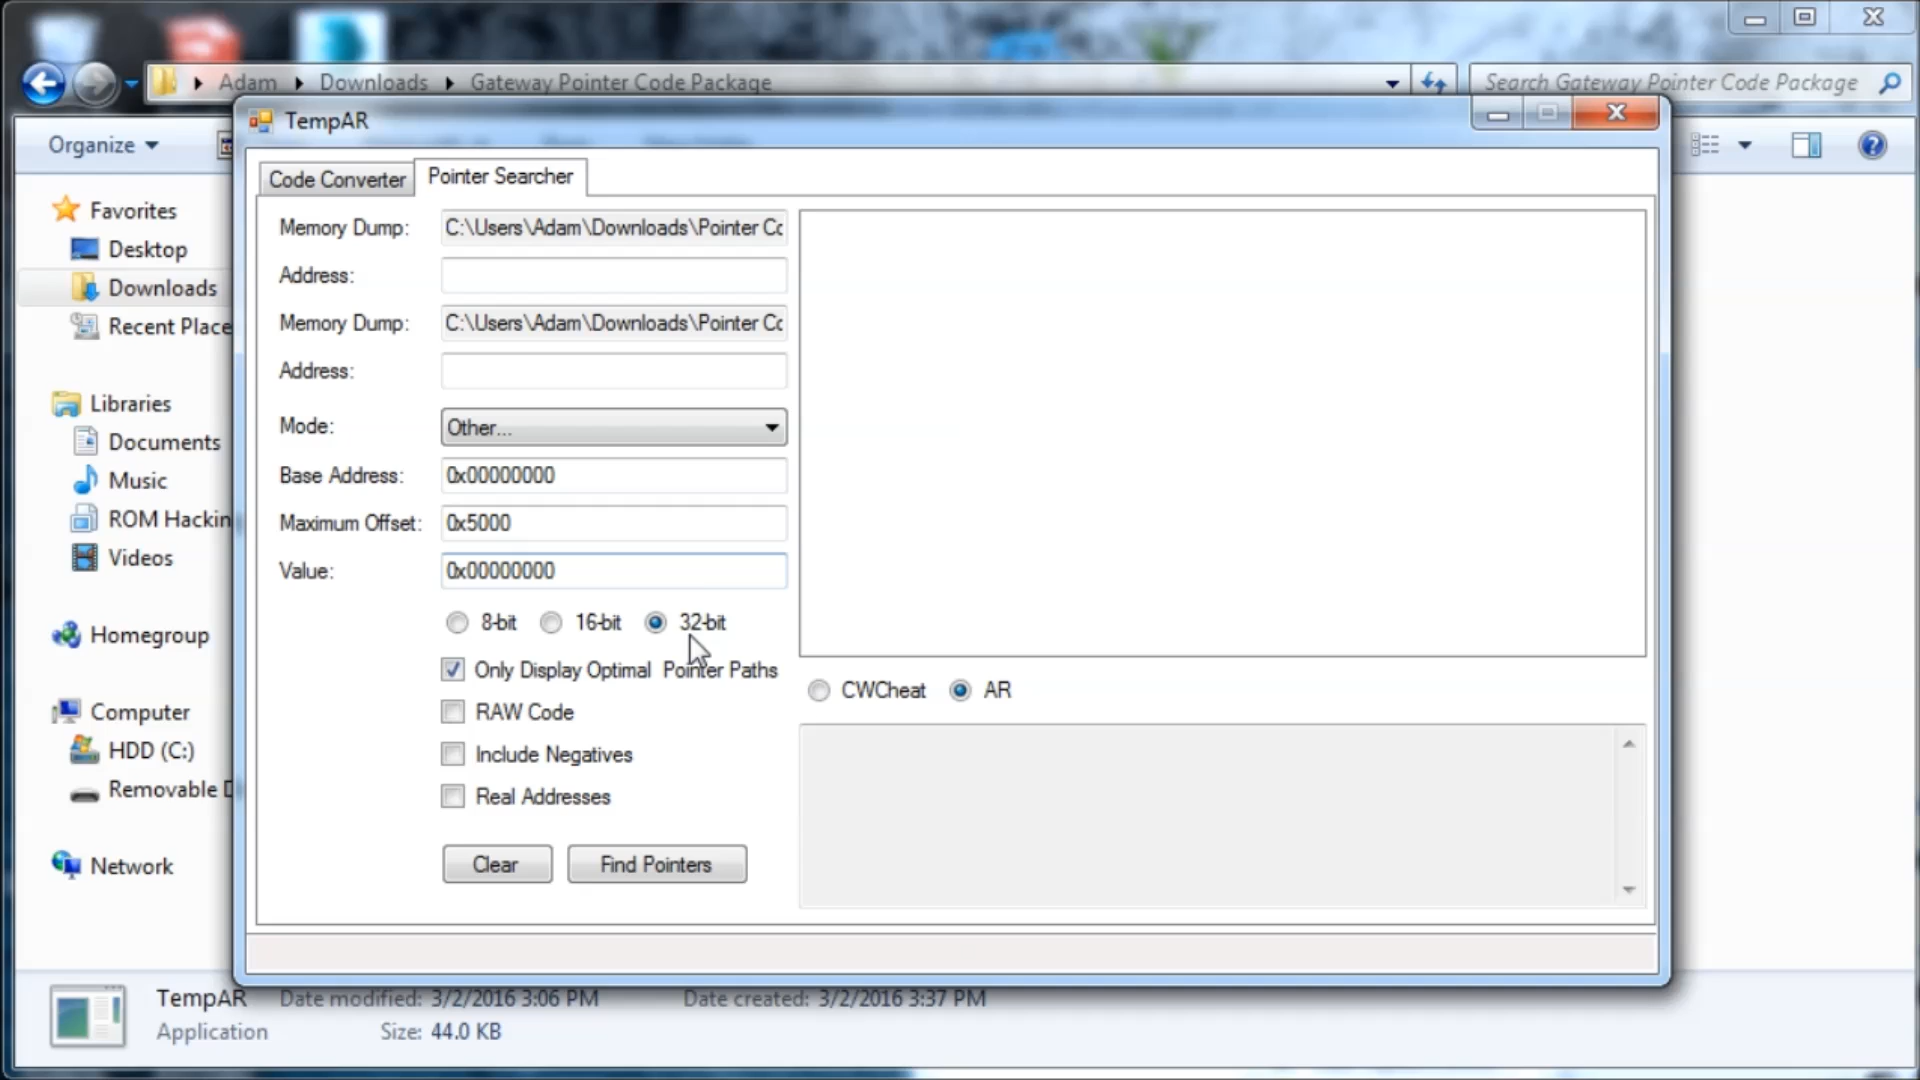 Adam
Downloads
Gateway Pointer Code Package
Search Gateway Pointer Code Package
TempAR
Organize
Code Converter
Pointer Searcher
Favorites
Desktop
Downloads
Recent Place
Libraries
Documents
Music
ROM Hackin
Videos
Homegroup
Computer
HDD (C:)
Removable D
Network
Memory Dump: C:\Users\Adam\Downloads\Pointer Cc
Address:
Memory Dump: C:\Users\Adam\Downloads\Pointer Cc
Address:
Mode: Other...
Base Address: 0x00000000
Maximum Offset: 0x5000
Value: 0x00000000
8-bit 16-bit 32-bit
Only Display Optimal Pointer Paths
RAW Code
Include Negatives
Real Addresses
Clear Find Pointers
CWCheat AR
TempAR Date modified: 3/2/2016 3:06 PM Date created: 3/2/2016 3:37 PM
Application Size: 44.0 KB